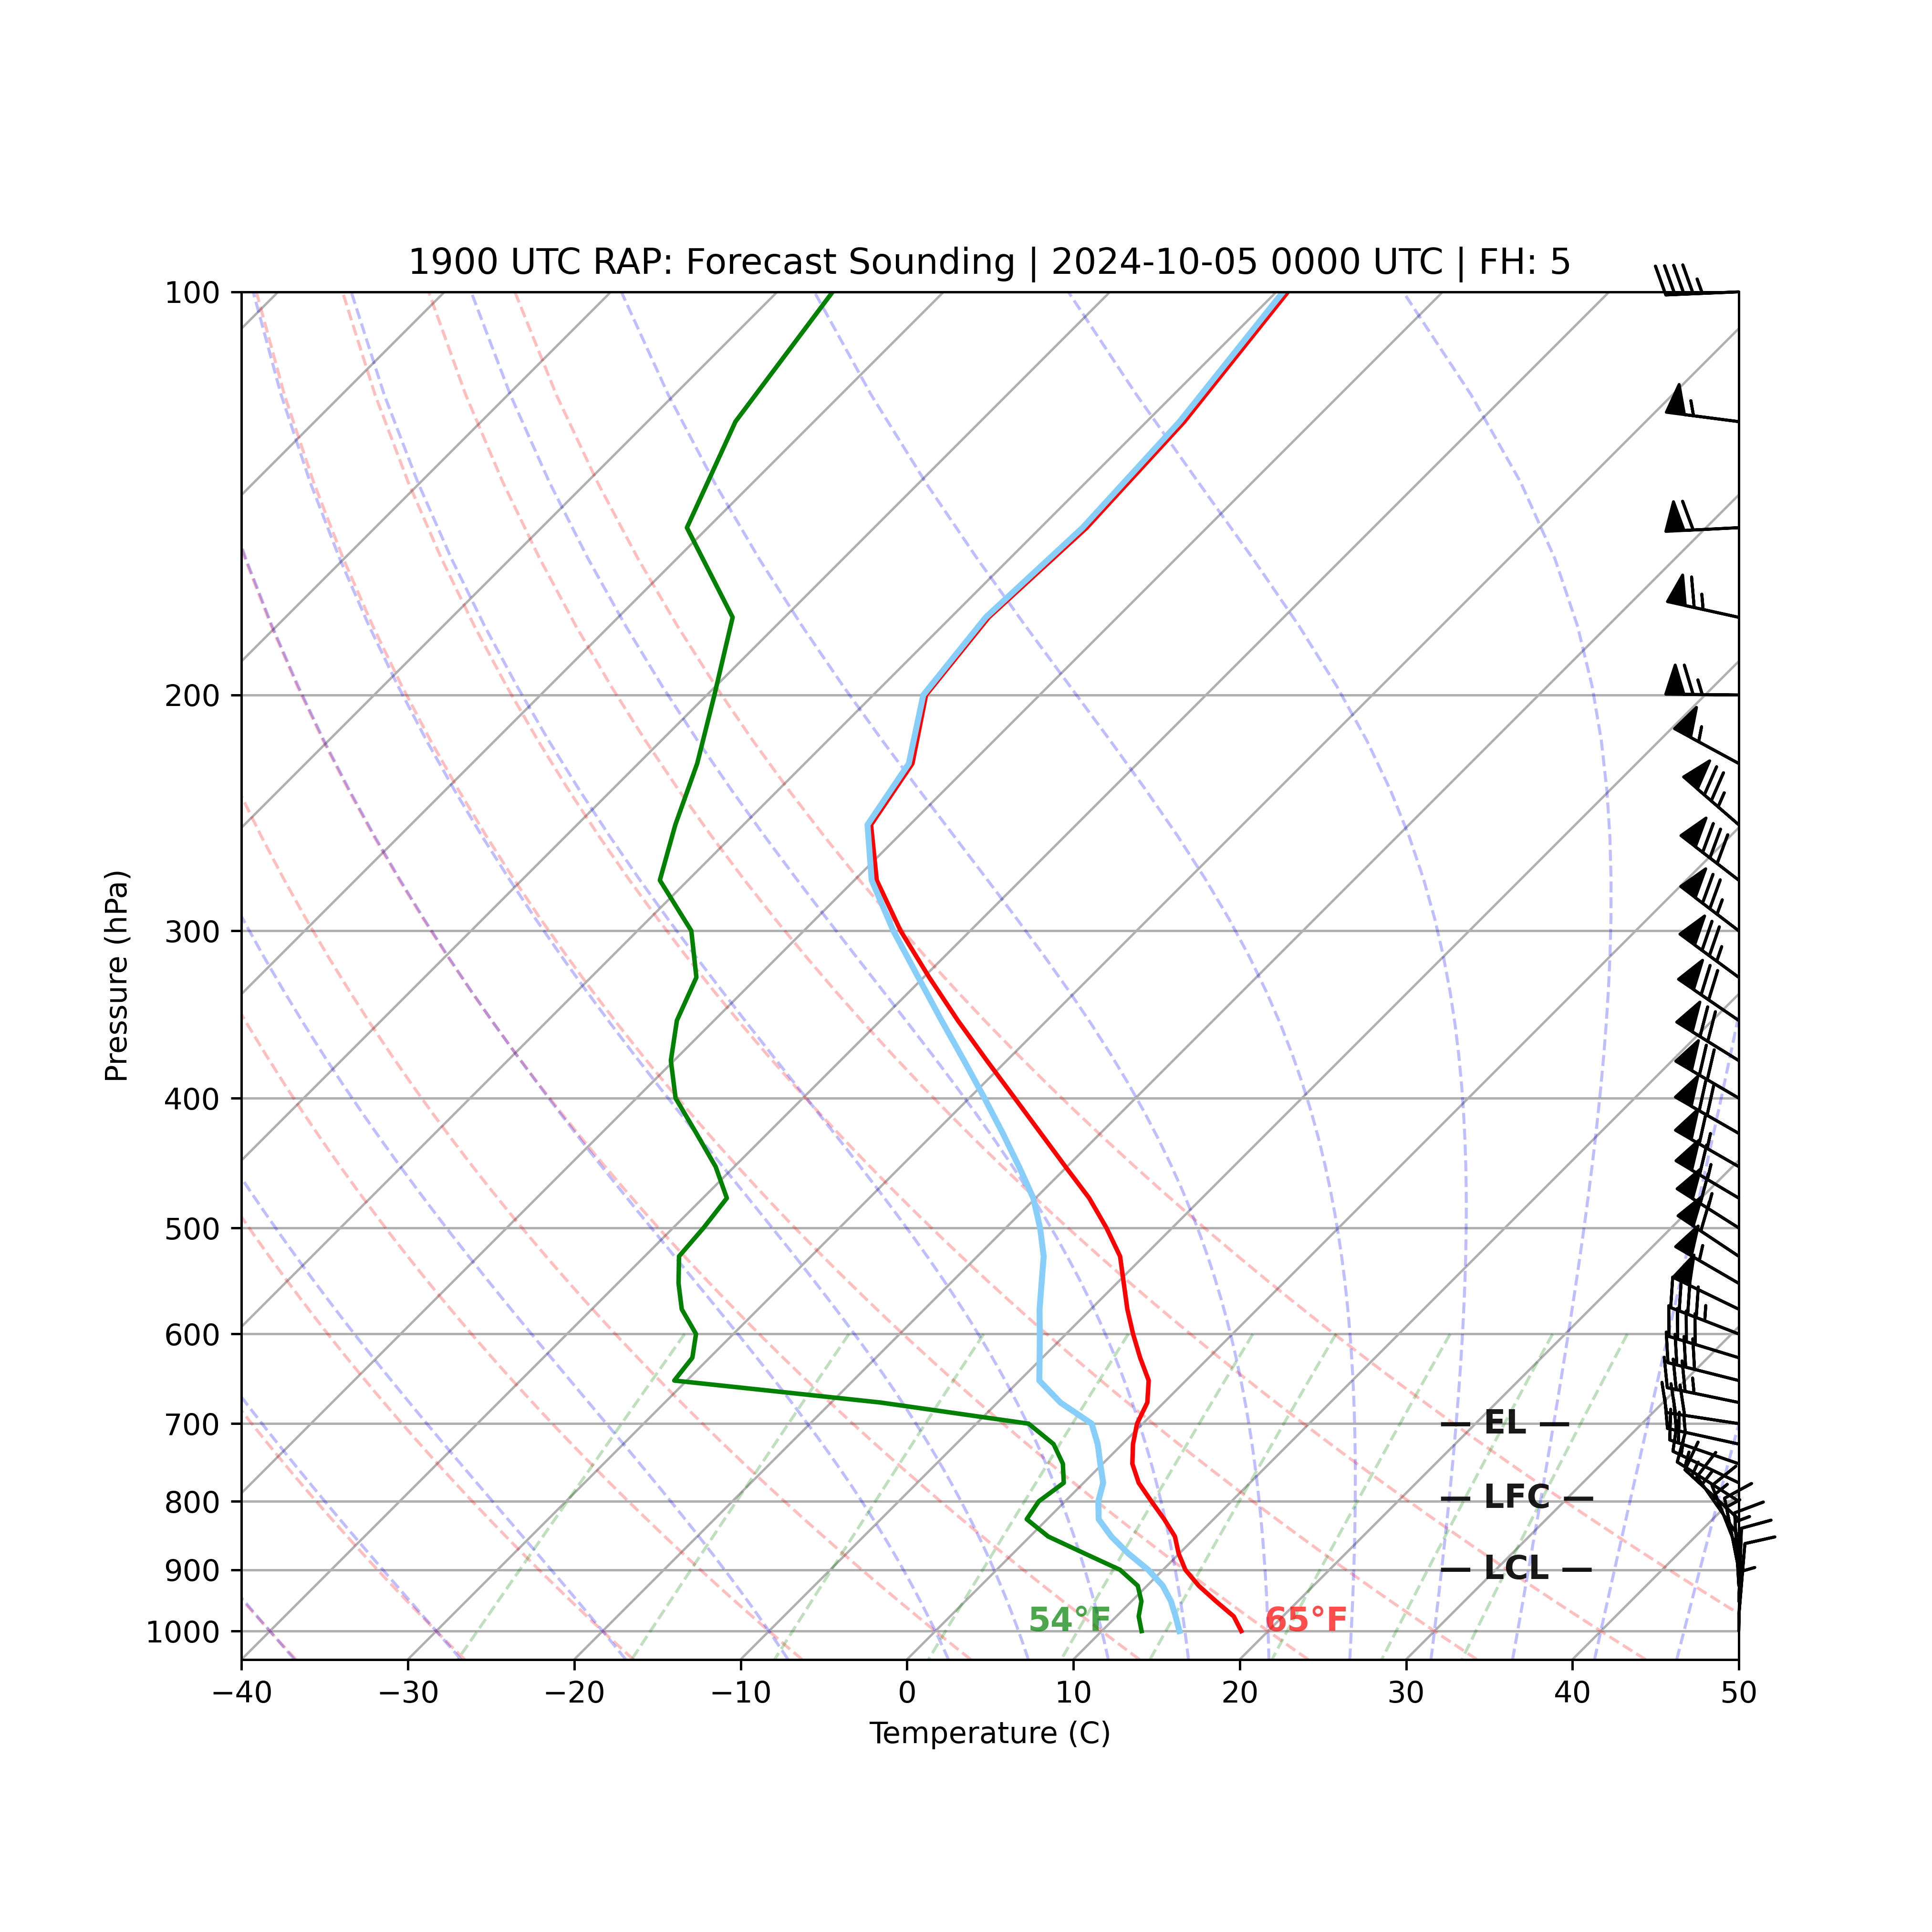 1900 UTC RAP: Forecast Sounding | 2024-10-05 0000 UTC | FH: 5
100
200
300
400
500
600
700
800
900
1000
Pressure (hPa)
— EL —
— LFC —
— LCL —
54°F
65°F
−40 −30 −20 −10 0 10 20 30 40 50
Temperature (C)